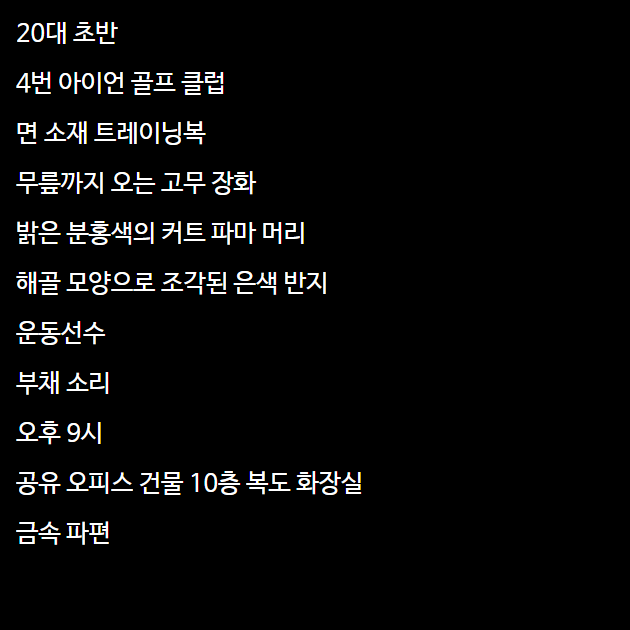 20대 초반
4번 아이언 골프 클럽
면 소재 트레이닝복
무릎까지 오는 고무 장화
밝은 분홍색의 커트 파마 머리
해골 모양으로 조각된 은색 반지
운동선수
부채 소리
오후 9시
공유 오피스 건물 10층 복도 화장실
금속 파편